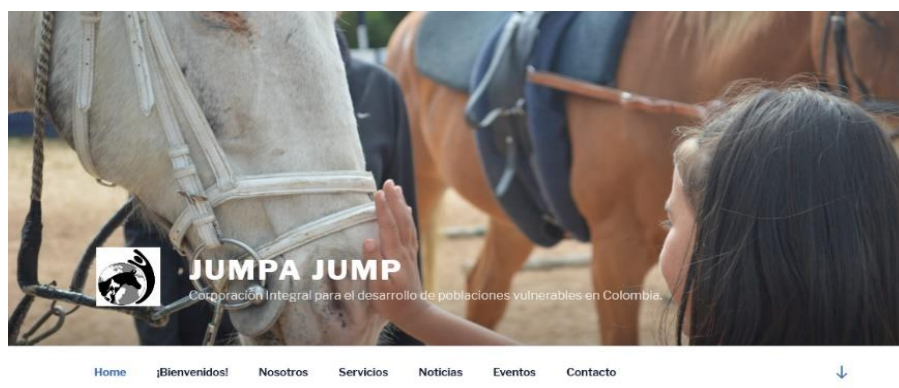 JUMPA JUMP
Corporación Integral para el desarrollo de poblaciones vulnerables en Colombia.
Home ¡Bienvenidos! Nosotros Servicios Noticias Eventos Contacto